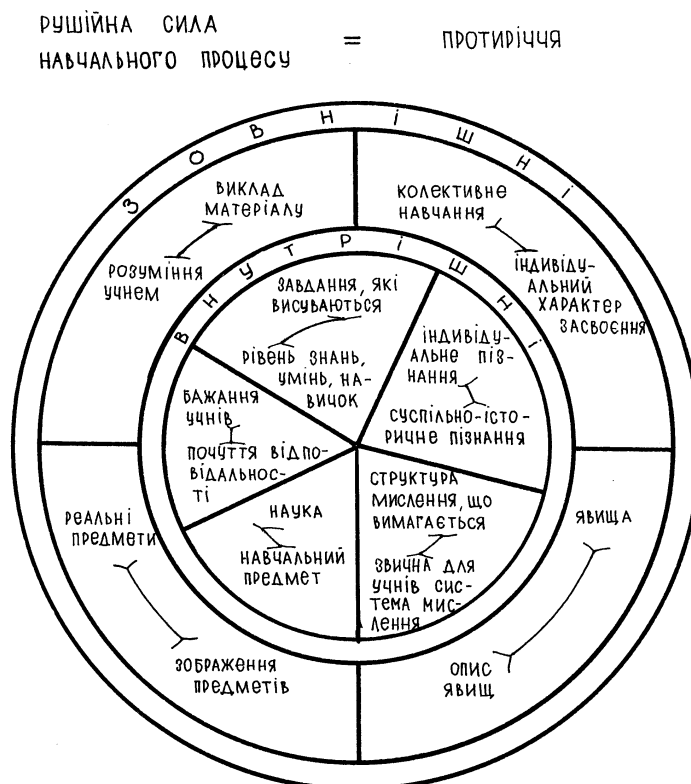 РУШІЙНА СИЛА
НАВЧАЛЬНОГО ПРОЦЕСУ
=
ПРОТИРІЧЧЯ
ЗОВНІШНІ
ВИКЛАД
МАТЕРІАЛУ
РОЗУМІННЯ
УЧНЕМ
КОЛЕКТИВНЕ
НАВЧАННЯ
ІНДИВІДУ-
АЛЬНИЙ
ХАРАКТЕР
ЗАСВОЄННЯ
ВНУТРІШНІ
ЗАВДАННЯ, ЯКІ
ВИСУВАЮТЬСЯ
РІВЕНЬ ЗНАНЬ,
УМІНЬ, НА-
ВИЧОК
ІНДИВІДУ-
АЛЬНЕ ПІЗ-
НАННЯ
СУСПІЛЬНО-ІСТО-
РИЧНЕ ПІЗНАННЯ
БАЖАННЯ
УЧНІВ
ПОЧУТТЯ ВІДПО-
ВІДАЛЬНОС-
ТІ
НАУКА
НАВЧАЛЬНИЙ
ПРЕДМЕТ
СТРУКТУРА
МИСЛЕННЯ, ЩО
ВИМАГАЄТЬСЯ
ЗВИЧНА ДЛЯ
УЧНІВ СИС-
ТЕМА МИС-
ЛЕННЯ
РЕАЛЬНІ
ПРЕДМЕТИ
ЗОБРАЖЕННЯ
ПРЕДМЕТІВ
ЯВИЩА
ОПИС
ЯВИЩ